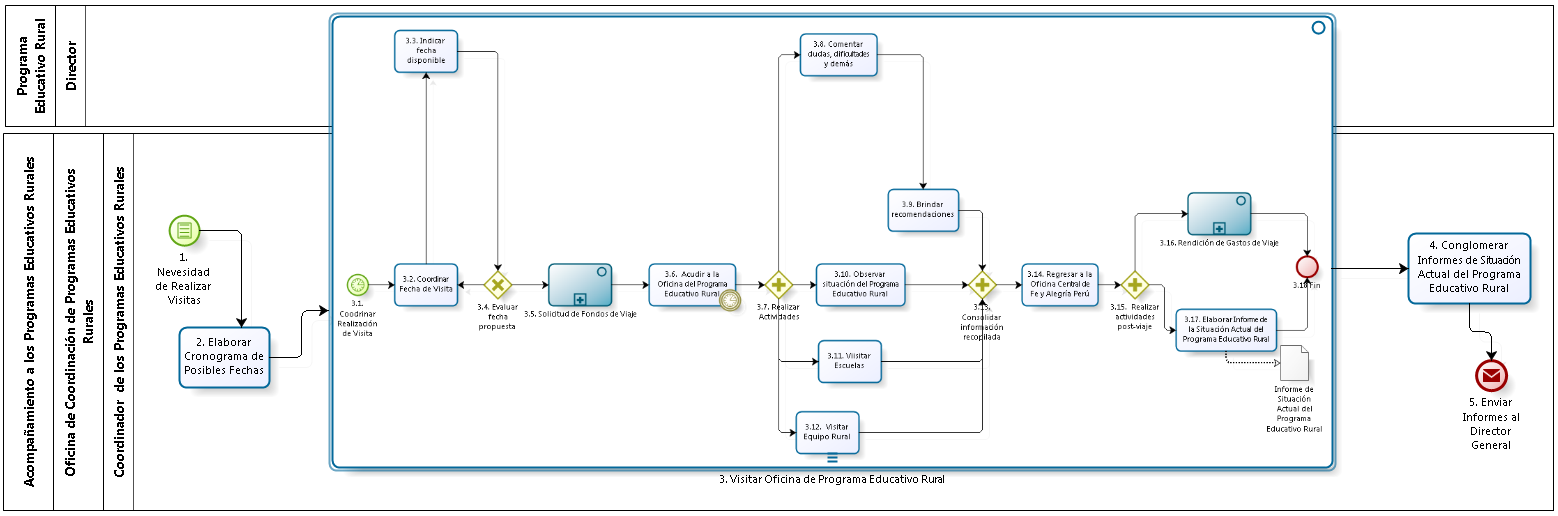 Programa
Educativo Rural
Director
Acompañamiento a los Programas Educativos Rurales
Oficina de Coordinación de Programas Educativos
Rurales
Coordinador de los Programas Educativos Rurales
1.
Nevesidad
de Realizar
Visitas
2. Elaborar
Cronograma de
Posibles Fechas
3.1.
Coodrinar
Realización
de Visita
3.2. Coordinar
Fecha de Visita
3.3. Indicar
fecha
disponible
3.4. Evaluar
fecha
propuesta
3.5. Solicitud de Fondos de Viaje
3.6. Acudir a la
Oficina del Programa
Educativo Rural
3.7. Realizar
Actividades
3.8. Comentar
dudas, dificultades
y demás
3.9. Brindar
recomendaciones
3.10. Observar
situación del Programa
Educativo Rural
3.11. Viisitar
Escuelas
3.12. Visitar
Equipo Rural
3.13.
Consolidar
información
recopilada
3.14. Regresar a la
Oficina Central de
Fe y Alegría Perú
3.15. Realizar
actividades
post-viaje
3.16. Rendición de Gastos de Viaje
3.17. Elaborar Informe de
la Situación Actual del
Programa Educativo Rural
3.18 Fin
Informe de
Situación
Actual del
Programa
Educativo Rural
3. Visitar Oficina de Programa Educativo Rural
4. Conglomerar
Informes de Situación
Actual del Programa
Educativo Rural
5. Enviar
Informes al
Director
General